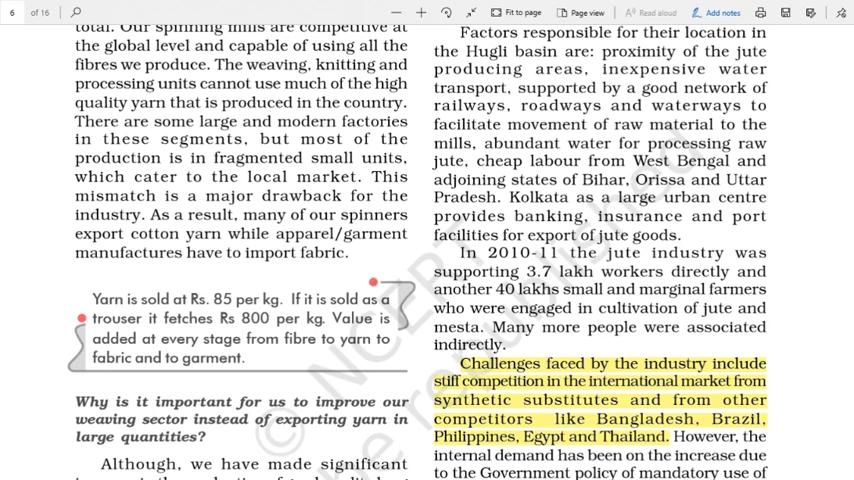 6 of 16
Fit to page
Page view
Read aloud
Add notes
total. Our spinning mills are competitive at
the global level and capable of using all the
fibres we produce. The weaving, knitting and
processing units cannot use much of the high
quality yarn that is produced in the country.
There are some large and modern factories
in these segments, but most of the
production is in fragmented small units,
which cater to the local market. This
mismatch is a major drawback for the
industry. As a result, many of our spinners
export cotton yarn while apparel/garment
manufactures have to import fabric.
Yarn is sold at Rs. 85 per kg. If it is sold as a
trouser it fetches Rs 800 per kg. Value is
added at every stage from fibre to yarn to
fabric and to garment.
Why is it important for us to improve our
weaving sector instead of exporting yarn in
large quantities?
Although, we have made significant
Factors responsible for their location in
the Hugli basin are: proximity of the jute
producing areas, inexpensive water
transport, supported by a good network of
railways, roadways and waterways to
facilitate movement of raw material to the
mills, abundant water for processing raw
jute, cheap labour from West Bengal and
adjoining states of Bihar, Orissa and Uttar
Pradesh. Kolkata as a large urban centre
provides banking, insurance and port
facilities for export of jute goods.
In 2010-11 the jute industry was
supporting 3.7 lakh workers directly and
another 40 lakhs small and marginal farmers
who were engaged in cultivation of jute and
mesta. Many more people were associated
indirectly.
Challenges faced by the industry include
stiff competition in the international market from
synthetic substitutes and from other
competitors like Bangladesh, Brazil,
Philippines, Egypt and Thailand. However, the
internal demand has been on the increase due
to the Government policy of mandatory use of
© NCERT
be republished